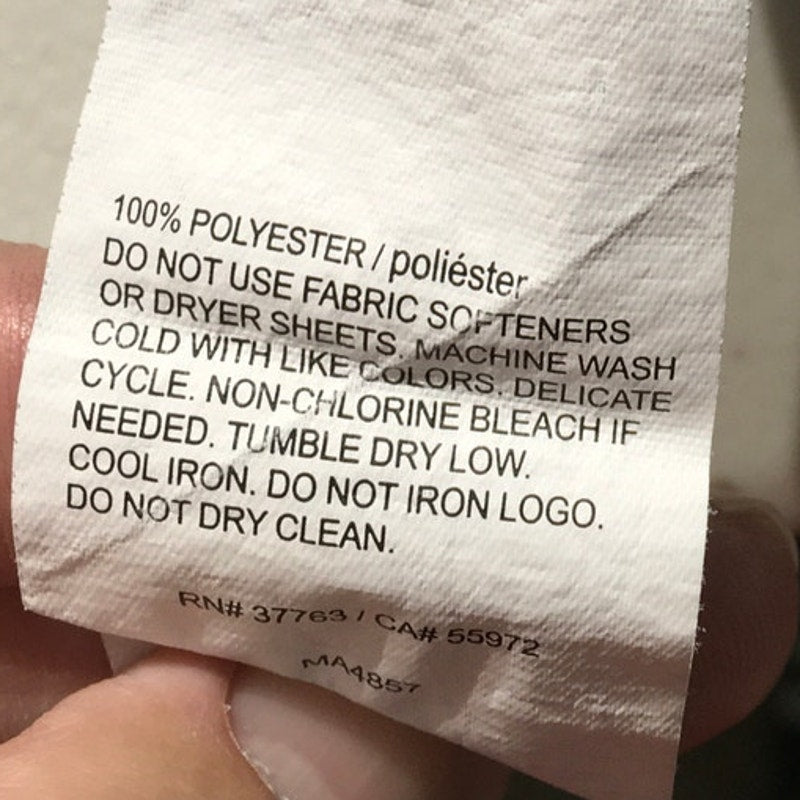 100% POLYESTER / poliéster
DO NOT USE FABRIC SOFTENERS
OR DRYER SHEETS. MACHINE WASH
COLD WITH LIKE COLORS. DELICATE
CYCLE. NON-CHLORINE BLEACH IF
NEEDED. TUMBLE DRY LOW.
COOL IRON. DO NOT IRON LOGO.
DO NOT DRY CLEAN.
RN# 37763 / CA# 55972
MA4857